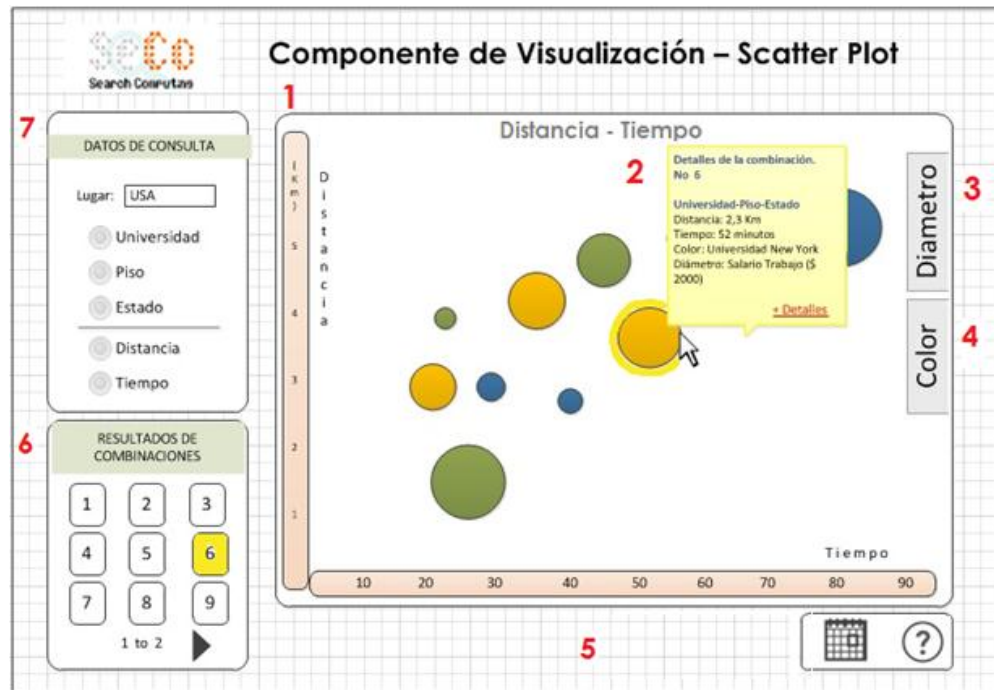 SeCo
Search Computing
Componente de Visualización – Scatter Plot
1
7
DATOS DE CONSULTA
Lugar: USA
Universidad
Piso
Estado
Distancia
Tiempo
6
RESULTADOS DE
COMBINACIONES
1 2 3
4 5 6
7 8 9
1 to 2
Distancia - Tiempo
(Km)
Distancia
5
4
3
2
1
2
Detalles de la combinación.
No 6
Universidad-Piso-Estado
Distancia: 2,3 Km
Tiempo: 52 minutos
Color: Universidad New York
Diámetro: Salario Trabajo ($
2000)
+ Detalles
Diametro
3
Color
4
Tiempo
10 20 30 40 50 60 70 80 90
5
?